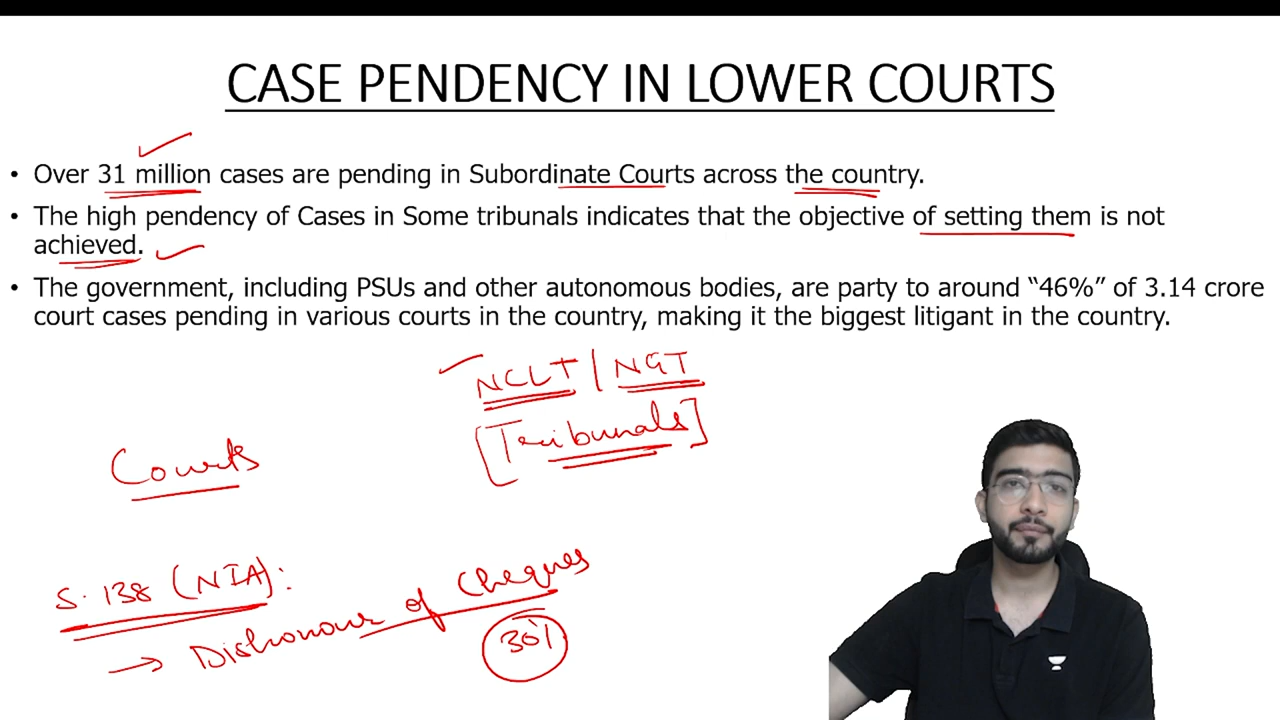 CASE PENDENCY IN LOWER COURTS
• Over 31 million cases are pending in Subordinate Courts across the country.
• The high pendency of Cases in Some tribunals indicates that the objective of setting them is not
achieved.
• The government, including PSUs and other autonomous bodies, are party to around “46%” of 3.14 crore
court cases pending in various courts in the country, making it the biggest litigant in the country.
NCLT | NGT
[Tribunals]
Courts
S. 138 (NIA):
→ Dishonour of Cheques
30%